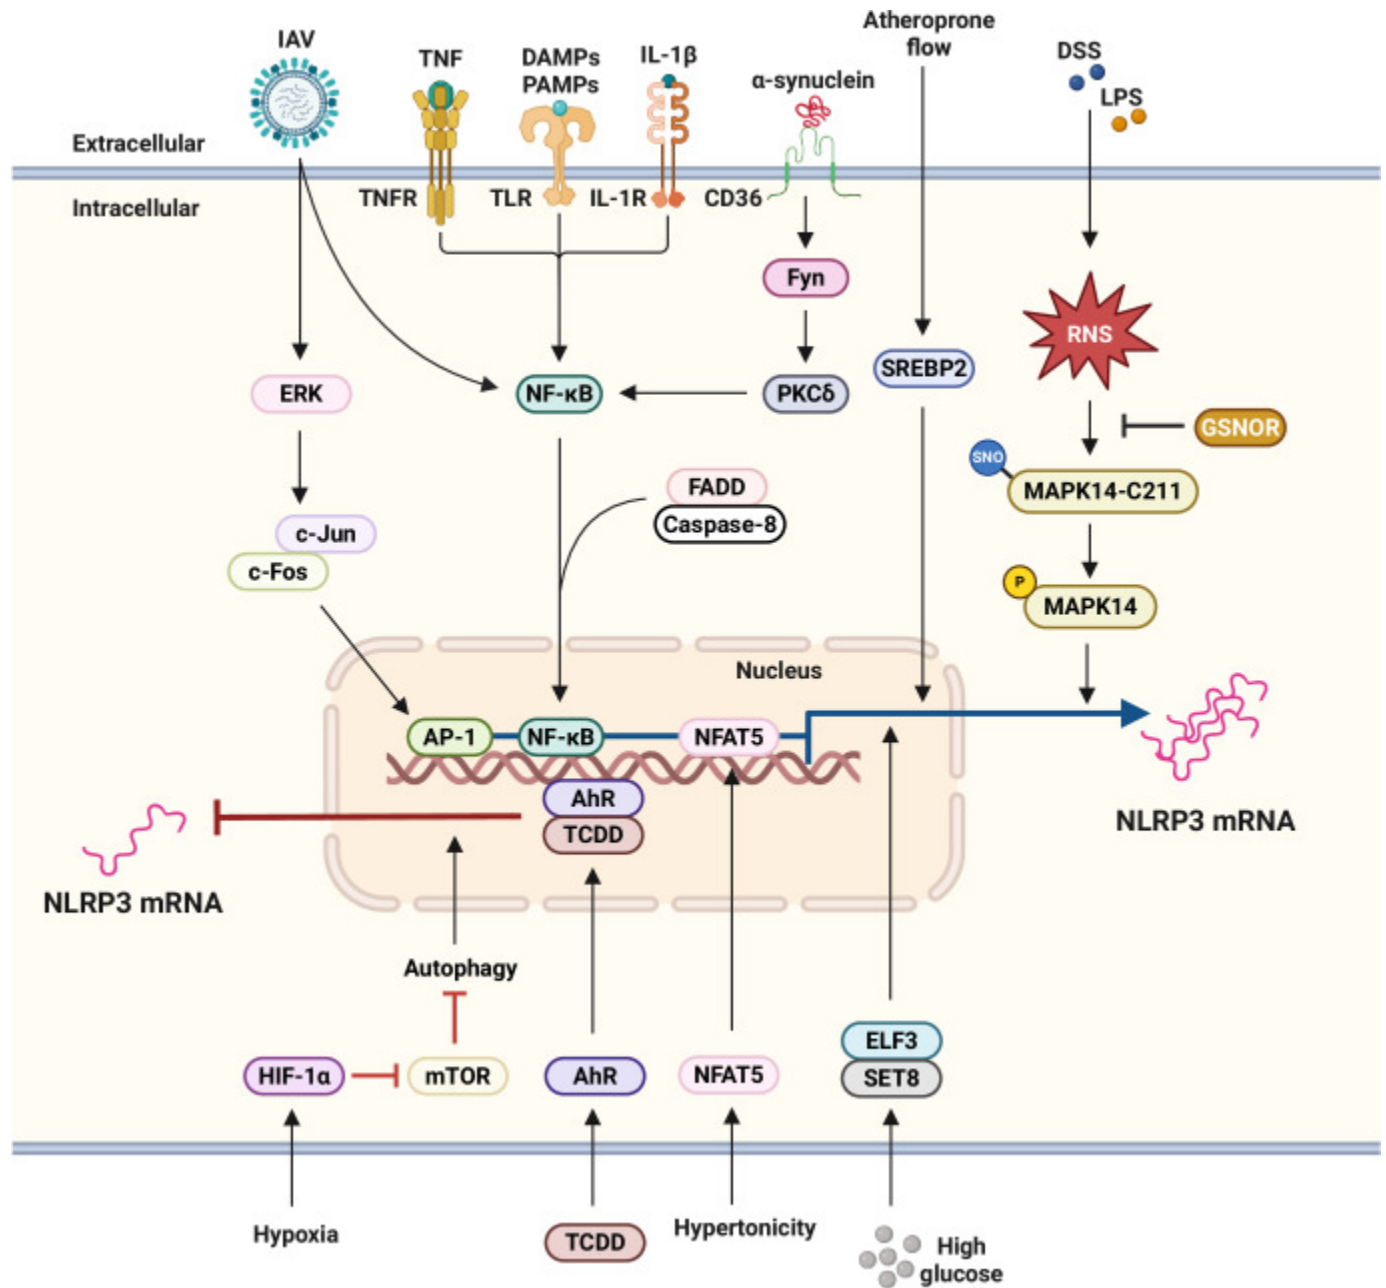 Atheroprone
flow
IAV
TNF
DAMPs
PAMPs
IL-1β
α-synuclein
DSS
LPS
Extracellular
Intracellular
TNFR
TLR
IL-1R
CD36
Fyn
RNS
ERK
NF-κB
PKCδ
SREBP2
GSNOR
SNO
MAPK14-C211
FADD
Caspase-8
c-Jun
c-Fos
P
MAPK14
Nucleus
AP-1
NF-κB
NFAT5
AhR
TCDD
NLRP3 mRNA
NLRP3 mRNA
Autophagy
HIF-1α
mTOR
AhR
NFAT5
ELF3
SET8
Hypoxia
TCDD
Hypertonicity
High
glucose